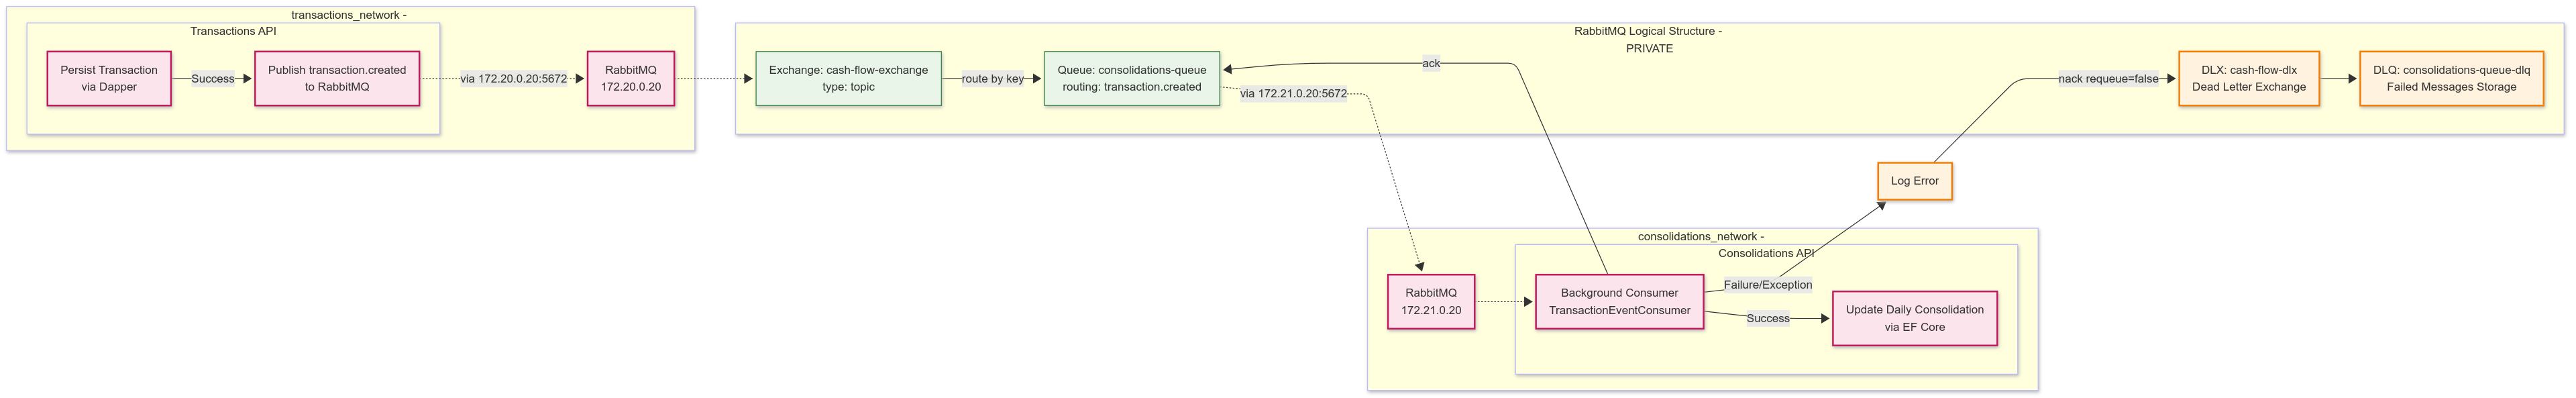 transactions_network -
Transactions API
Persist Transaction
via Dapper
Success
Publish transaction.created
to RabbitMQ
via 172.20.0.20:5672
RabbitMQ
172.20.0.20
RabbitMQ Logical Structure -
PRIVATE
Exchange: cash-flow-exchange
type: topic
route by key
Queue: consolidations-queue
routing: transaction.created
via 172.21.0.20:5672
ack
nack requeue=false
DLX: cash-flow-dlx
Dead Letter Exchange
DLQ: consolidations-queue-dlq
Failed Messages Storage
Log Error
consolidations_network -
Consolidations API
RabbitMQ
172.21.0.20
Background Consumer
TransactionEventConsumer
Failure/Exception
Success
Update Daily Consolidation
via EF Core